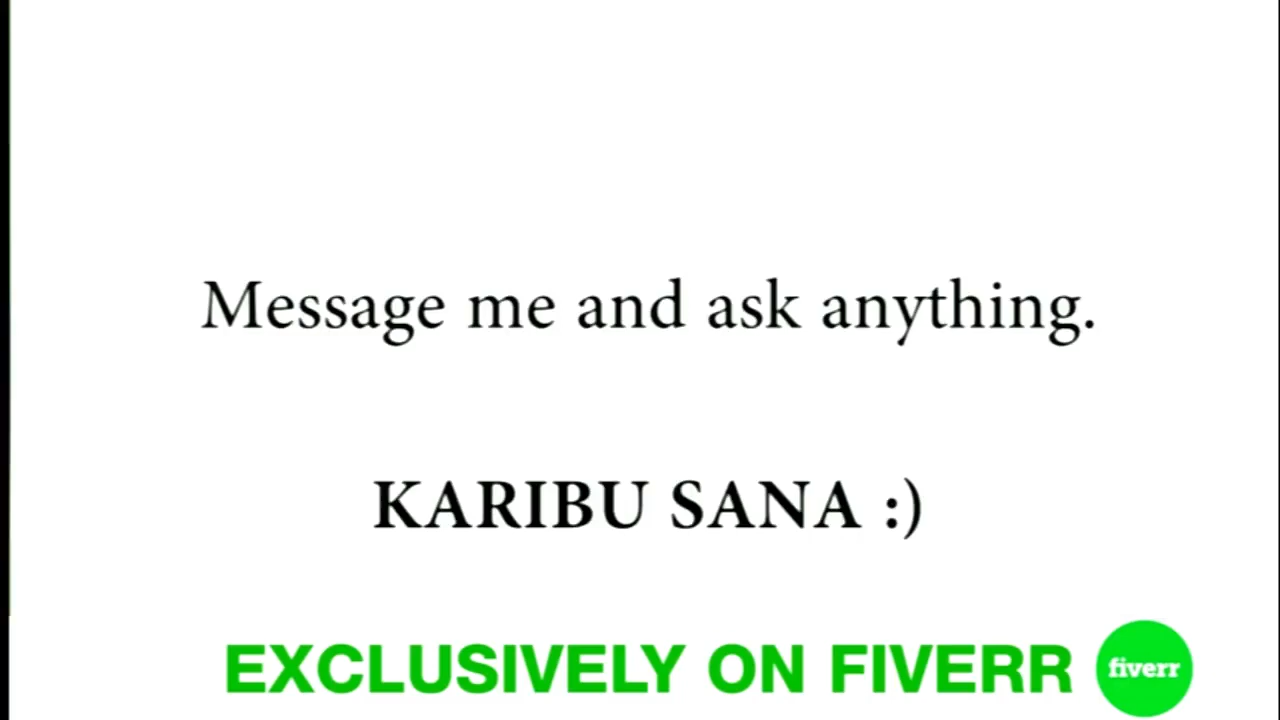 Message me and ask anything.
KARIBU SANA :)
EXCLUSIVELY ON FIVERR fiverr